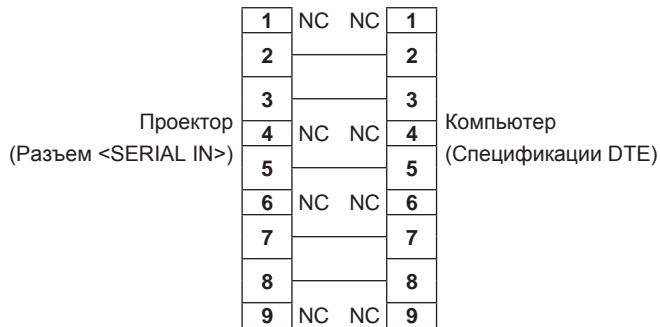 1 NC NC 1
2 2
3 3
Проектор
(Разъем <SERIAL IN>)
4 NC NC 4
Компьютер
(Спецификации DTE)
5 5
6 NC NC 6
7 7
8 8
9 NC NC 9